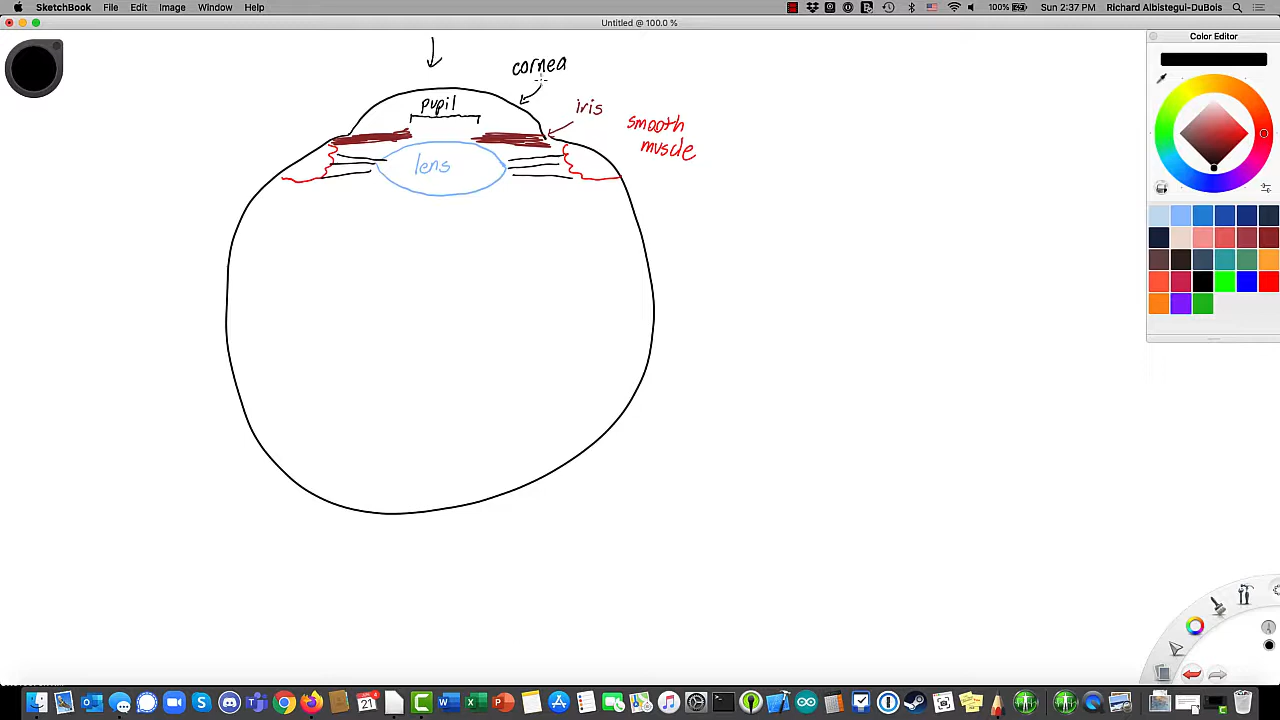 SketchBook File Edit Image Window Help 100% Sun 2:37 PM Richard Albistegui-DuBois
Untitled @ 100.0 %
Color Editor
cornea
pupil
iris
smooth
muscle
lens